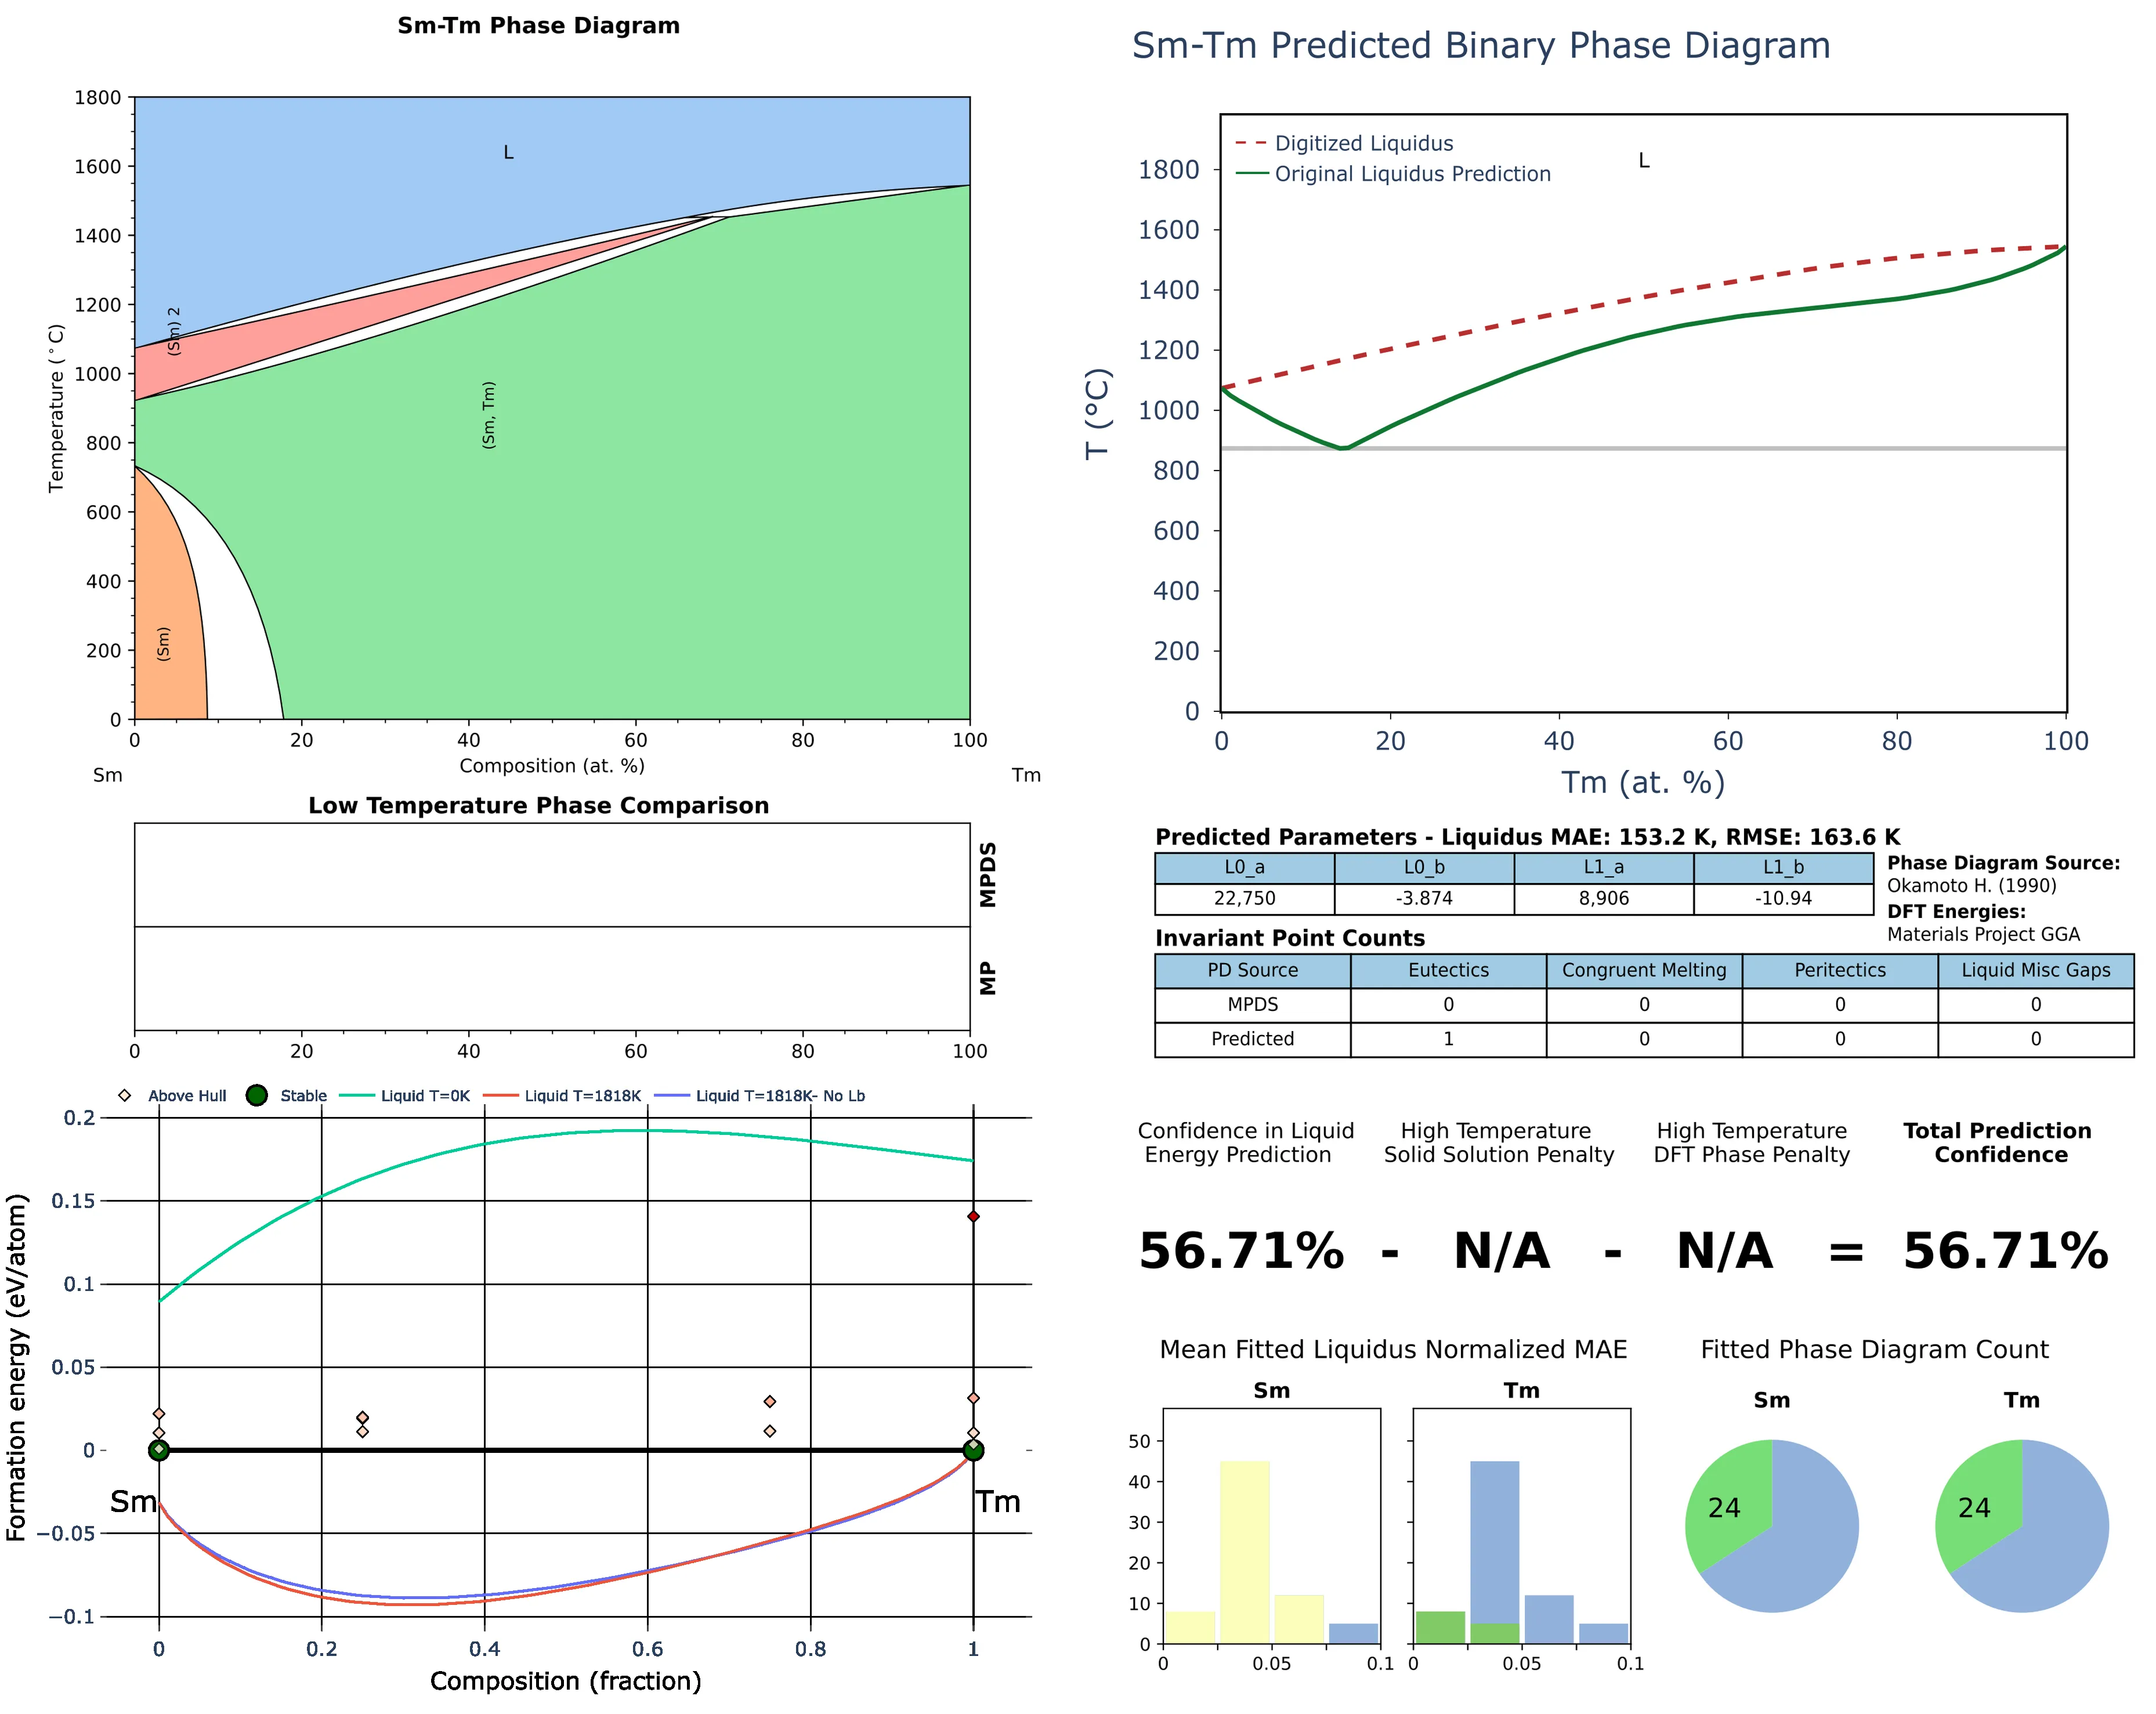 Sm-Tm Phase Diagram
1800
1600
1400
1200
1000
800
600
400
200
0
Temperature (°C)
L
(Sm) 2
(Sm, Tm)
(Sm)
0 20 40 60 80 100
Composition (at. %)
Sm Tm
Sm-Tm Predicted Binary Phase Diagram
Digitized Liquidus
Original Liquidus Prediction
L
1800
1600
1400
1200
1000
800
600
400
200
0
T (°C)
0 20 40 60 80 100
Tm (at. %)
Low Temperature Phase Comparison
MPDS
MP
0 20 40 60 80 100
Predicted Parameters - Liquidus MAE: 153.2 K, RMSE: 163.6 K
L0_a L0_b L1_a L1_b
22,750 -3.874 8,906 -10.94
Phase Diagram Source:
Okamoto H. (1990)
DFT Energies:
Materials Project GGA
Invariant Point Counts
PD Source Eutectics Congruent Melting Peritectics Liquid Misc Gaps
MPDS 0 0 0 0
Predicted 1 0 0 0
Above Hull Stable Liquid T=0K Liquid T=1818K Liquid T=1818K- No Lb
0.2
0.15
0.1
0.05
0
−0.05
−0.1
Formation energy (eV/atom)
Sm Tm
0 0.2 0.4 0.6 0.8 1
Composition (fraction)
Confidence in Liquid
Energy Prediction
High Temperature
Solid Solution Penalty
High Temperature
DFT Phase Penalty
Total Prediction
Confidence
56.71% - N/A - N/A = 56.71%
Mean Fitted Liquidus Normalized MAE
Sm Tm
50
40
30
20
10
0
0 0.05 0.1 0 0.05 0.1
Fitted Phase Diagram Count
Sm Tm
24 24